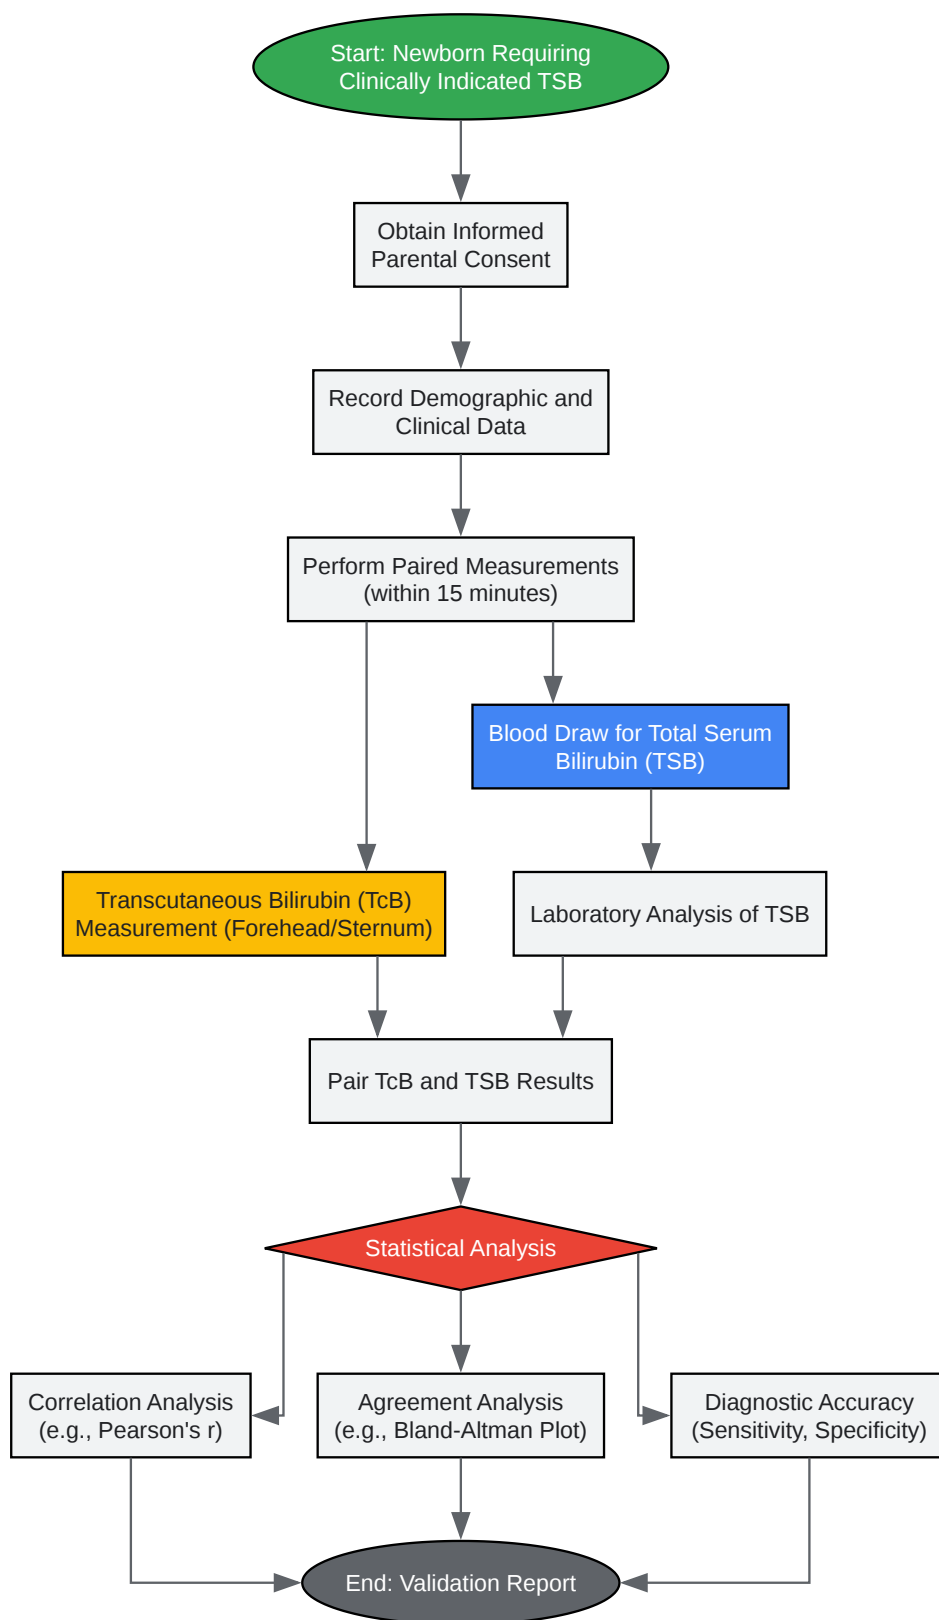 Start: Newborn Requiring
Clinically Indicated TSB
Obtain Informed
Parental Consent
Record Demographic and
Clinical Data
Perform Paired Measurements
(within 15 minutes)
Blood Draw for Total Serum
Bilirubin (TSB)
Transcutaneous Bilirubin (TcB)
Measurement (Forehead/Sternum)
Laboratory Analysis of TSB
Pair TcB and TSB Results
Statistical Analysis
Correlation Analysis
(e.g., Pearson's r)
Agreement Analysis
(e.g., Bland-Altman Plot)
Diagnostic Accuracy
(Sensitivity, Specificity)
End: Validation Report